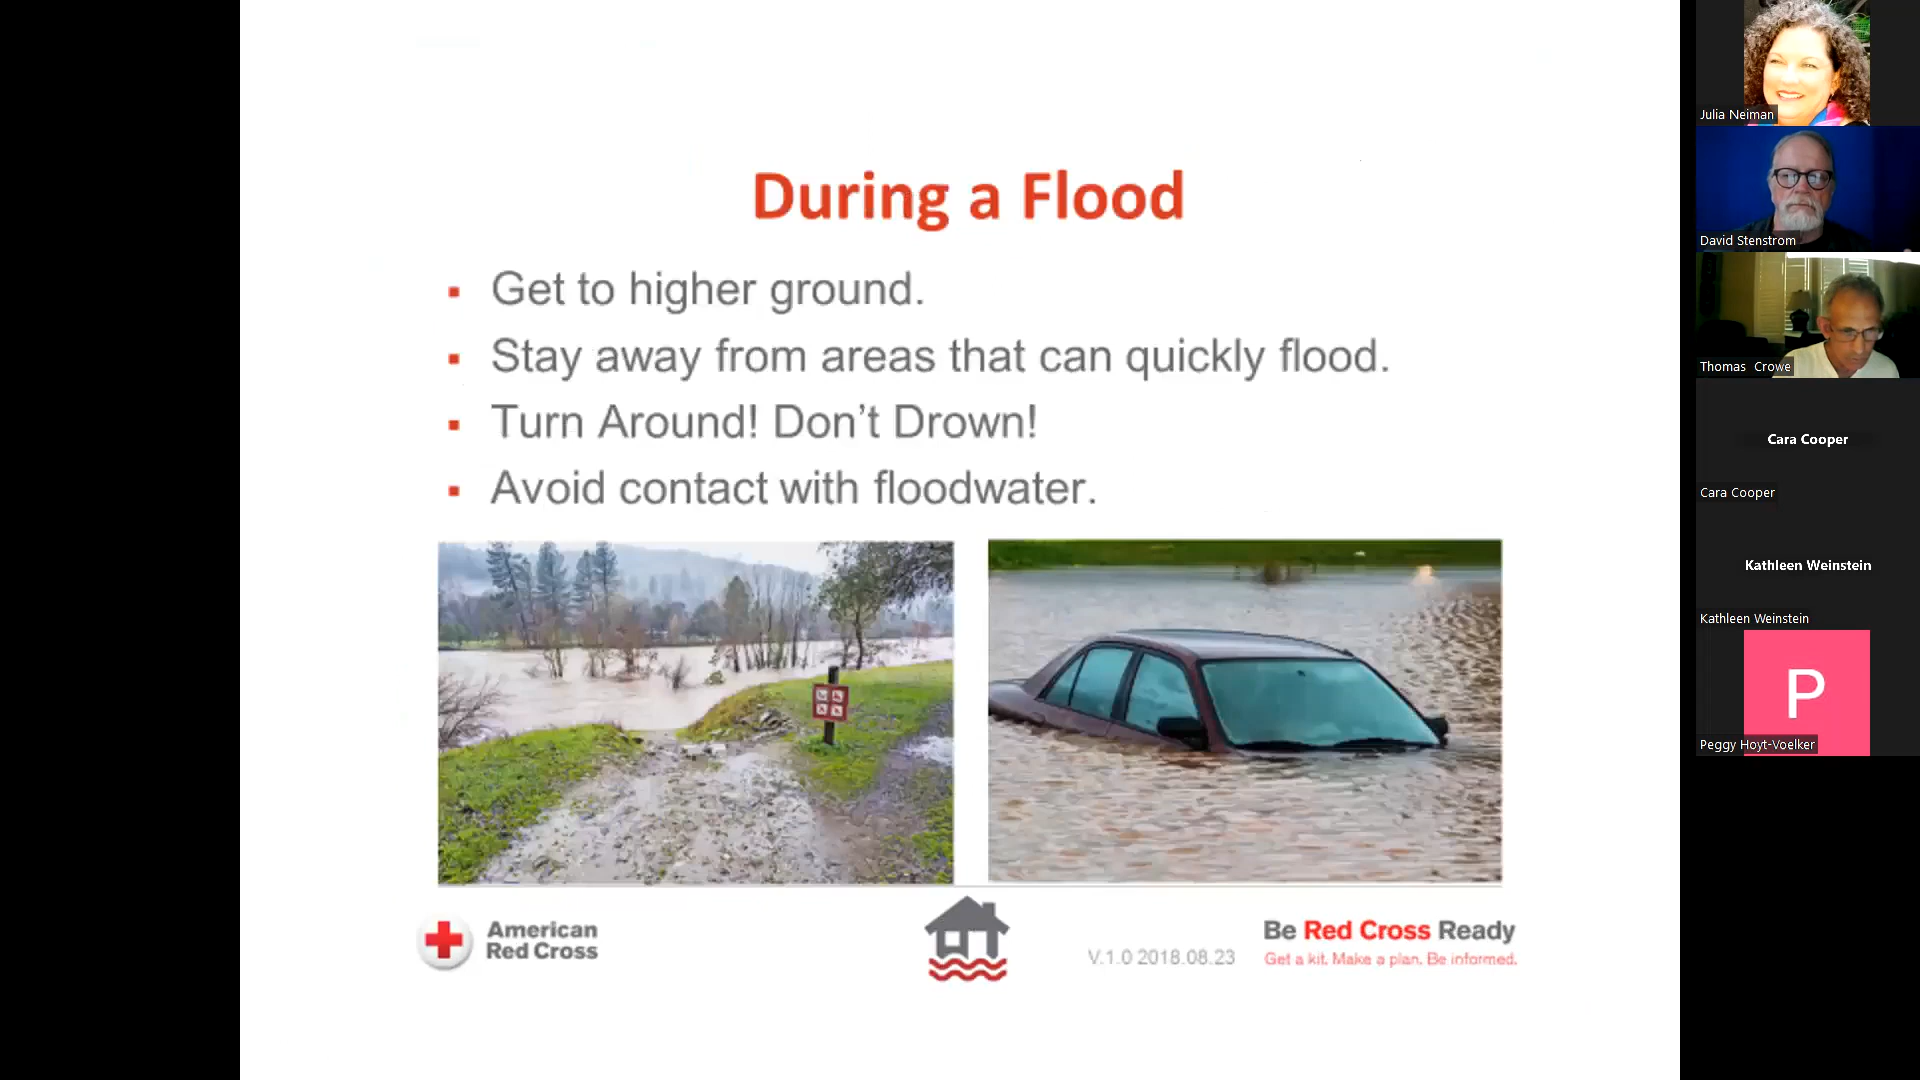 During a Flood
▪ Get to higher ground.
▪ Stay away from areas that can quickly flood.
▪ Turn Around! Don't Drown!
▪ Avoid contact with floodwater.
American
Red Cross
V.1.0 2018.08.23
Be Red Cross Ready
Get a kit. Make a plan. Be informed.
Julia Neiman
David Stenstrom
Thomas Crowe
Cara Cooper
Cara Cooper
Kathleen Weinstein
Kathleen Weinstein
P
Peggy Hoyt-Voelker